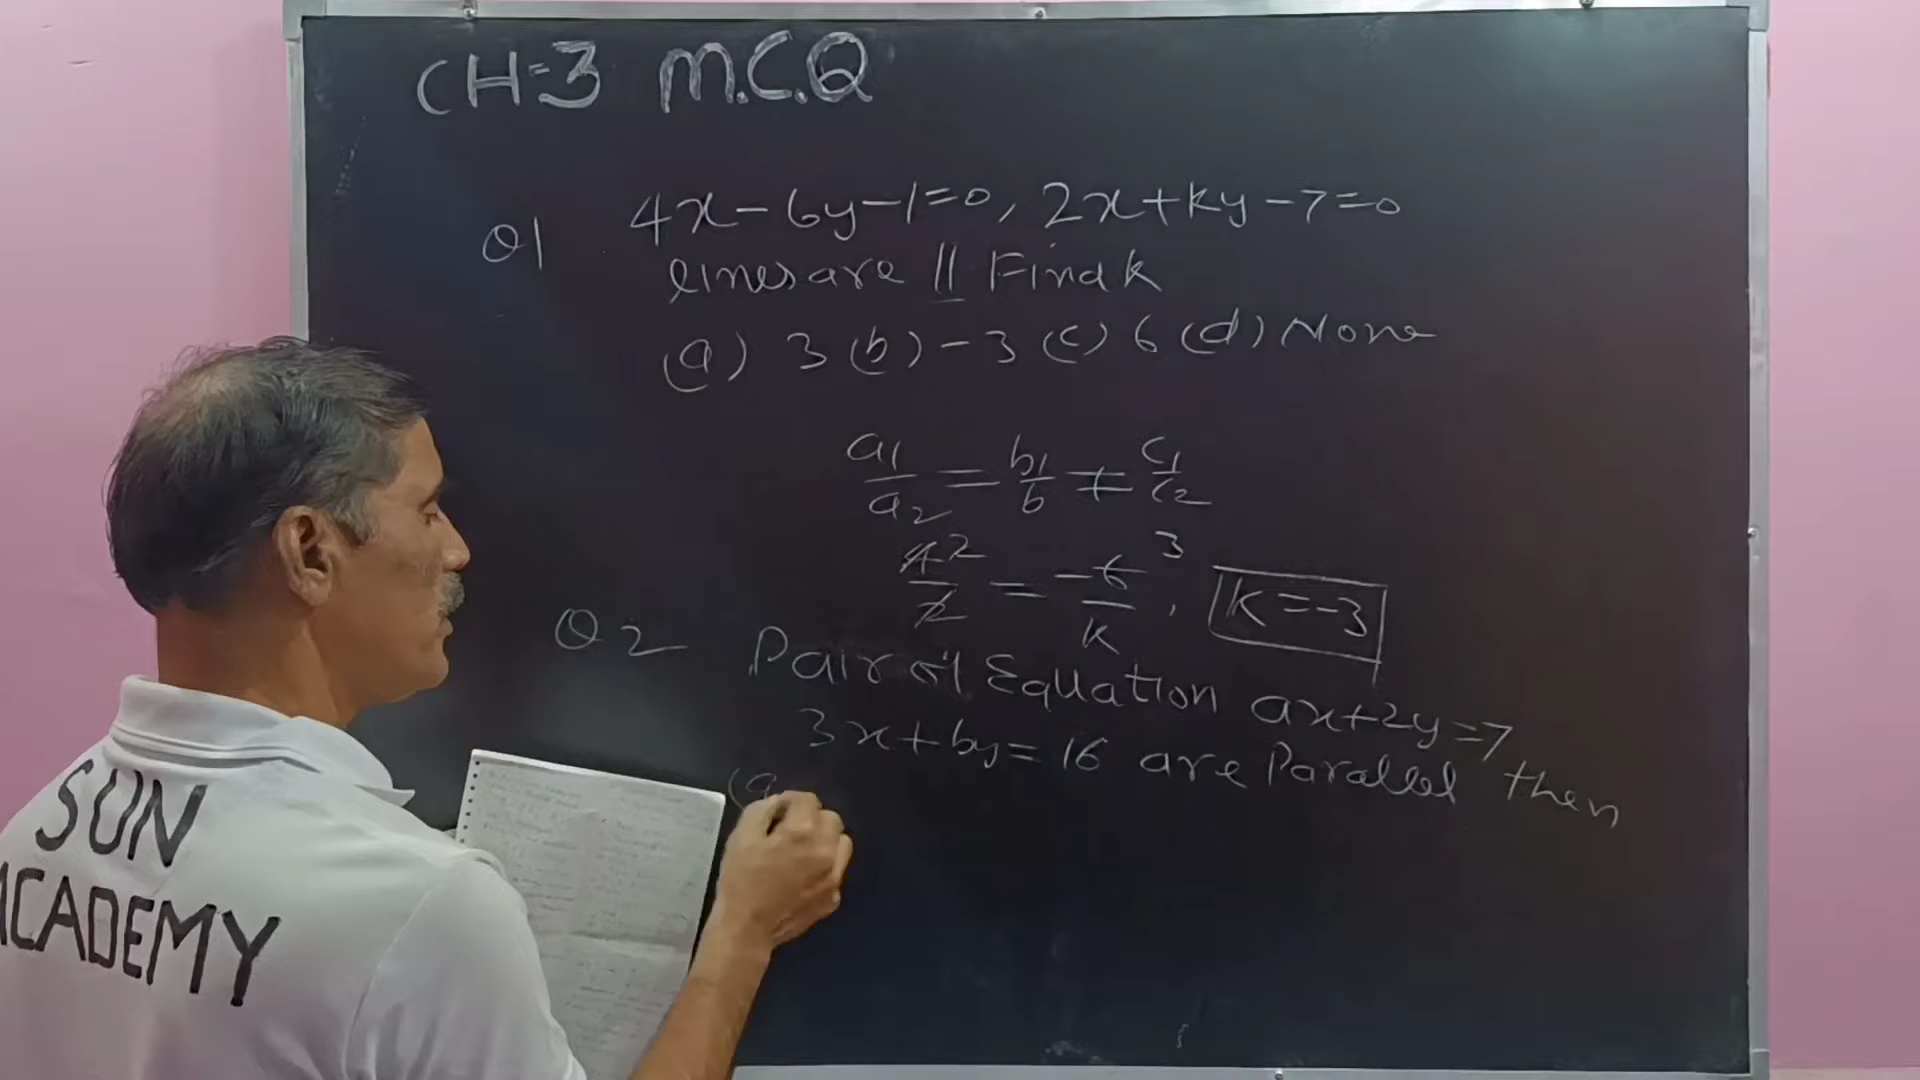 CH-3 M.C.Q
Q1 4x-6y-1=0, 2x+ky-7=0
lines are || Find k
(a) 3 (b) -3 (c) 6 (d) None
a1/a2 = b1/b ≠ c1/c2
4 2/2 = -6 3/k, k=-3
Q2 Pair of Equation ax+2y=7
3x+by=16 are Parallel then
(a
SUN
ACADEMY